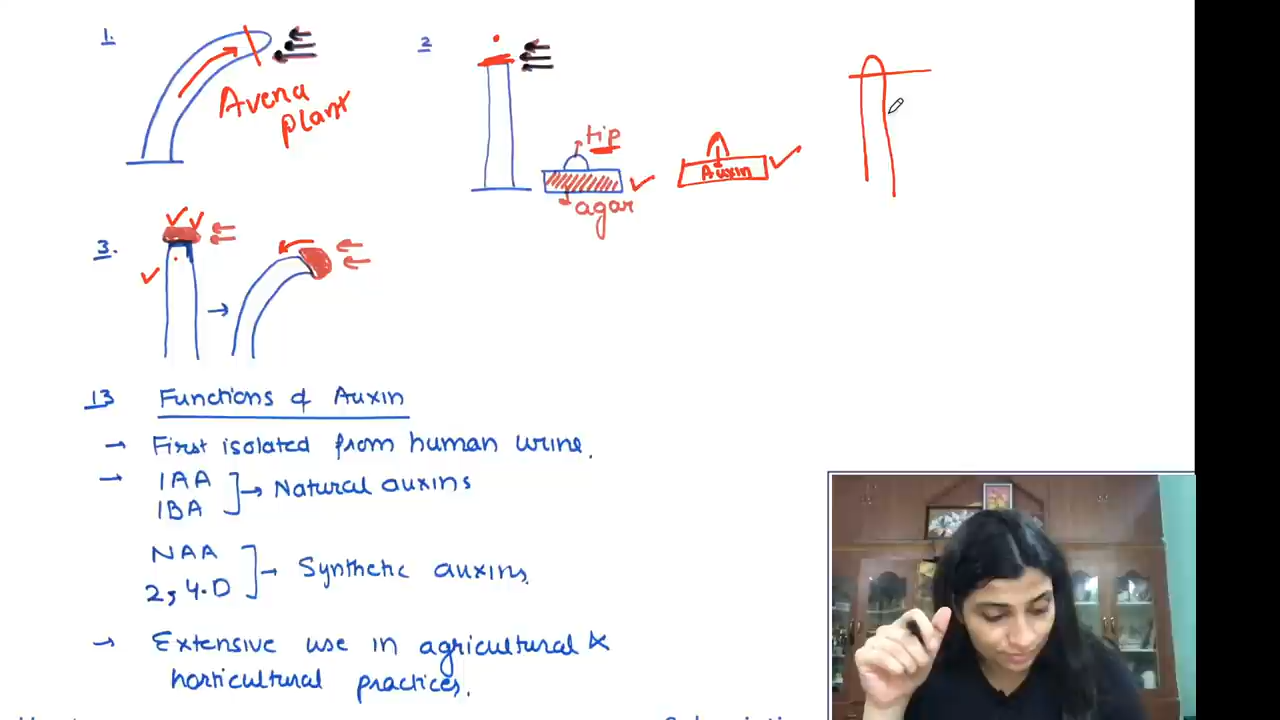 1.
2
Avena
plant
tip
Auxin
agar
3.
13 Functions of Auxin
→ First isolated from human urine.
→ IAA
IBA → Natural auxins
NAA
2,4.D → Synthetic auxins
→ Extensive use in agricultural &
horticultural practices.